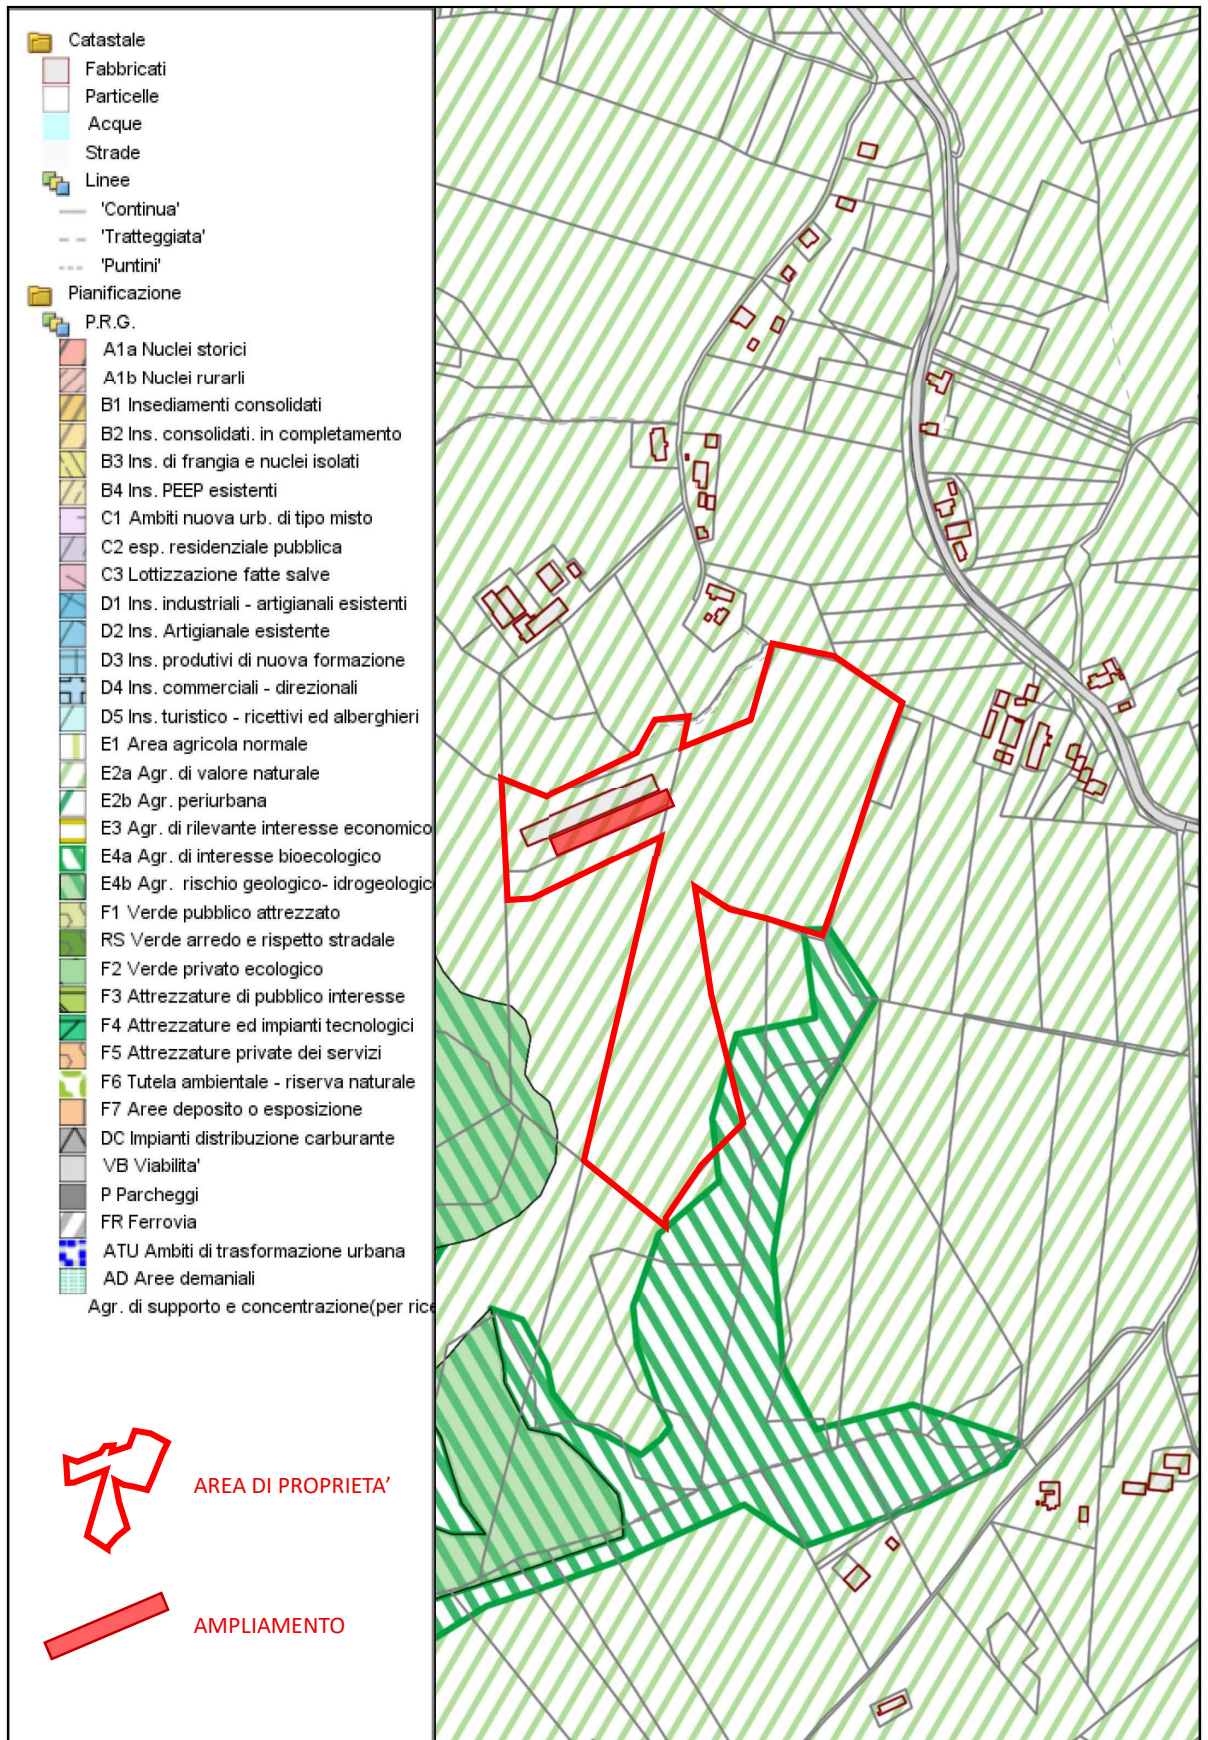 Catastale
Fabbricati
Particelle
Acque
Strade
Linee
'Continua'
'Tratteggiata'
'Puntini'
Pianificazione
P.R.G.
A1a Nuclei storici
A1b Nuclei rurarli
B1 Insediamenti consolidati
B2 Ins. consolidati. in completamento
B3 Ins. di frangia e nuclei isolati
B4 Ins. PEEP esistenti
C1 Ambiti nuova urb. di tipo misto
C2 esp. residenziale pubblica
C3 Lottizzazione fatte salve
D1 Ins. industriali - artigianali esistenti
D2 Ins. Artigianale esistente
D3 Ins. produtivi di nuova formazione
D4 Ins. commerciali - direzionali
D5 Ins. turistico - ricettivi ed alberghieri
E1 Area agricola normale
E2a Agr. di valore naturale
E2b Agr. periurbana
E3 Agr. di rilevante interesse economico
E4a Agr. di interesse bioecologico
E4b Agr. rischio geologico- idrogeologic
F1 Verde pubblico attrezzato
RS Verde arredo e rispetto stradale
F2 Verde privato ecologico
F3 Attrezzature di pubblico interesse
F4 Attrezzature ed impianti tecnologici
F5 Attrezzature private dei servizi
F6 Tutela ambientale - riserva naturale
F7 Aree deposito o esposizione
DC Impianti distribuzione carburante
VB Viabilita'
P Parcheggi
FR Ferrovia
ATU Ambiti di trasformazione urbana
AD Aree demaniali
Agr. di supporto e concentrazione(per rice
AREA DI PROPRIETA'
AMPLIAMENTO